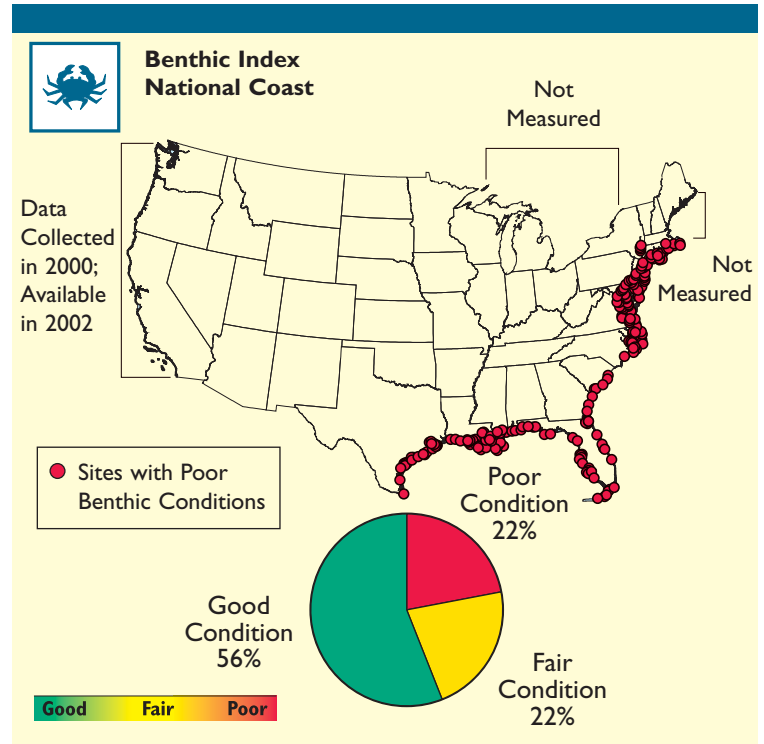 Benthic Index
National Coast
Not
Measured
Data
Collected
in 2000;
Available
in 2002
Not
Measured
Sites with Poor
Benthic Conditions
Poor
Condition
22%
Good
Condition
56%
Fair
Condition
22%
Good Fair Poor